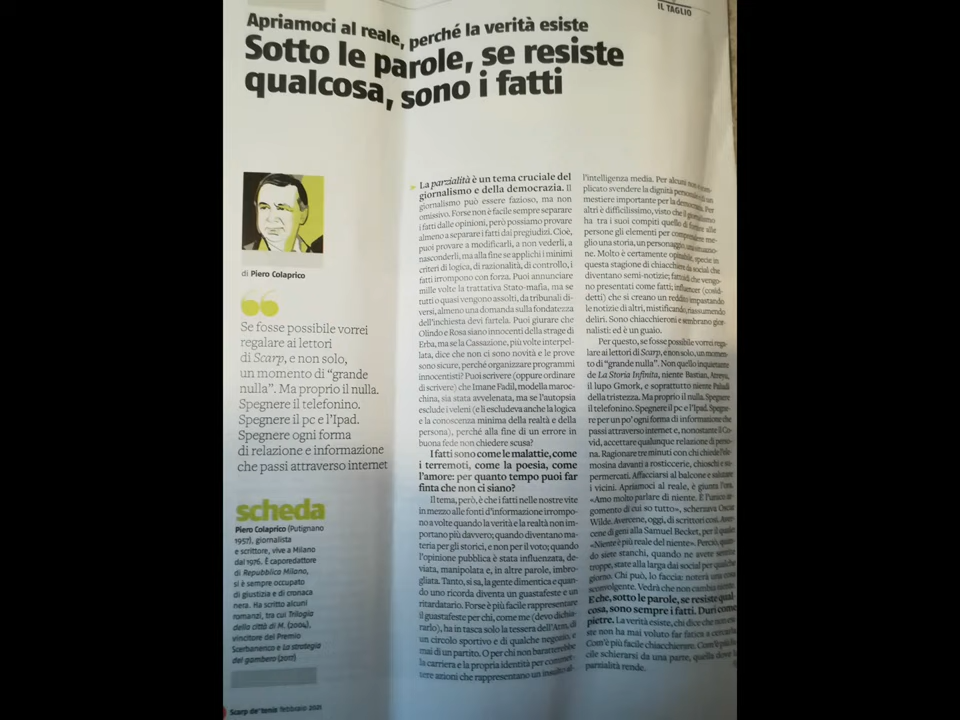 IL TAGLIO
Apriamoci al reale, perché la verità esiste
Sotto le parole, se resiste
qualcosa, sono i fatti
di Piero Colaprico
Se fosse possibile vorrei
regalare ai lettori
di Scarp, e non solo,
un momento di “grande
nulla”. Ma proprio il nulla.
Spegnere il telefonino.
Spegnere il pc e l’Ipad.
Spegnere ogni forma
di relazione e informazione
che passi attraverso internet
scheda
Piero Colaprico (Putignano
1957), giornalista
e scrittore, vive a Milano
dal 1976. È caporedattore
di Repubblica Milano,
si è sempre occupato
di giustizia e di cronaca
nera. Ha scritto alcuni
romanzi, tra cui Trilogia
della città di M. (2004),
vincitore del Premio
Scerbanenco e La strategia
del gambero (2017)
La parzialità è un tema cruciale del
giornalismo e della democrazia. Il
giornalismo può essere fazioso, ma non
omissivo. Forse non è facile sempre separare
i fatti dalle opinioni, però possiamo provare
almeno a separare i fatti dai pregiudizi. Cioè,
puoi provare a modificarli, a non vederli, a
nasconderli, ma alla fine se applichi i minimi
criteri di logica, di razionalità, di controllo, i
fatti irrompono con forza. Puoi annunciare
mille volte la trattativa Stato-mafia, ma se
tutti o quasi vengono assolti, da tribunali di-
versi, almeno una domanda sulla fondatezza
dell’inchiesta devi fartela. Puoi giurare che
Olindo e Rosa siano innocenti della strage di
Erba, ma se la Cassazione, più volte interpel-
lata, dice che non ci sono novità e le prove
sono sicure, perché organizzare programmi
innocentisti? Puoi scrivere (oppure ordinare
di scrivere) che Imane Fadil, modella maroc-
china, sia stata avvelenata, ma se l’autopsia
esclude i veleni (e li escludeva anche la logica
e la conoscenza minima della realtà e della
persona), perché alla fine di un errore in
buona fede non chiedere scusa?
I fatti sono come le malattie, come
i terremoti, come la poesia, come
l’amore: per quanto tempo puoi far
finta che non ci siano?
Il tema, però, è che i fatti nelle nostre vite
in mezzo alle fonti d’informazione irrompo-
no a volte quando la verità e la realtà non im-
portano più davvero; quando diventano ma-
teria per gli storici, e non per il voto; quando
l’opinione pubblica è stata influenzata, de-
viata, manipolata e, in altre parole, imbro-
gliata. Tanto, si sa, la gente dimentica e quan-
do uno ricorda diventa un guastafeste e un
ritardatario. Forse è più facile rappresentare
il guastafeste per chi, come me (devo dichia-
rarlo), ha in tasca solo la tessera dell’Atm, di
un circolo sportivo e di qualche negozio, e
mai di un partito. O per chi non baratterebbe
la carriera e la propria identità per commet-
tere azioni che rappresentano un insulto al-
l’intelligenza media. Per alcuni non è com-
plicato svendere la dignità personale di un
mestiere importante per la democrazia. Per
altri è difficilissimo, visto che il giornalismo
ha tra i suoi compiti quello di fornire alle
persone gli elementi per comprendere me-
glio una storia, un personaggio, una situazio-
ne. Molto è certamente opinabile, specie in
questa stagione di chiacchiere da social che
diventano semi-notizie; fattoidi che vengo-
no presentati come fatti; influencer (cosid-
detti) che si creano un reddito impastando
le notizie di altri, mistificando, riassumendo
deliri. Sono chiacchieroni e sembrano gior-
nalisti: ed è un guaio.
Per questo, se fosse possibile vorrei rega-
lare ai lettori di Scarp, e non solo, un momen-
to di “grande nulla”. Non quello inquietante
de La Storia Infinita, niente Bastian, Atreyu,
il lupo Gmork, e soprattutto niente Paludi
della tristezza. Ma proprio il nulla. Spegnere
il telefonino. Spegnere il pc e l’Ipad. Spegne-
re per un po’ ogni forma di informazione che
passi attraverso internet e, nonostante il Co-
vid, accettare qualunque relazione di perso-
na. Ragionare tre minuti con chi chiede l’ele-
mosina davanti a rosticcerie, chioschi e su-
permercati. Affacciarsi al balcone e salutare
i vicini. Apriamoci al reale, è giunta l’ora.
«Amo molto parlare di niente. È l’unico ar-
gomento di cui so tutto», scherzava Oscar
Wilde. Avercene, oggi, di scrittori così. Aver-
cene di geni alla Samuel Becket, per il quale
«Niente è più reale del niente». Perciò, quan-
do siete stanchi, quando ne avete sentite
troppe, state alla larga dai social per qualche
giorno. Chi può, lo faccia: noterà una cosa
sconvolgente. Vedrà che non cambia niente.
E che, sotto le parole, se resiste qual-
cosa, sono sempre i fatti. Duri come
pietre. La verità esiste, chi dice che non esi-
ste non ha mai voluto far fatica a cercarla.
Com’è più facile chiacchierare. Com’è più fa-
cile schierarsi da una parte, quella dove la
parzialità rende.
Scarp de’ tenis febbraio 2021